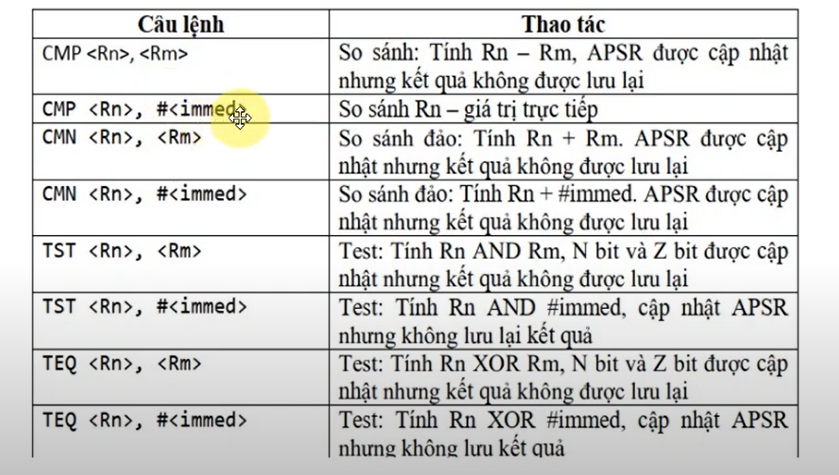 Câu lệnh
Thao tác
CMP <Rn>, <Rm>
So sánh: Tính Rn – Rm, APSR được cập nhật
nhưng kết quả không được lưu lại
CMP <Rn>, #<immed>
So sánh Rn – giá trị trực tiếp
CMN <Rn>, <Rm>
So sánh đảo: Tính Rn + Rm. APSR được cập
nhật nhưng kết quả không được lưu lại
CMN <Rn>, #<immed>
So sánh đảo: Tính Rn + #immed. APSR được cập
nhật nhưng kết quả không được lưu lại
TST <Rn>, <Rm>
Test: Tính Rn AND Rm, N bit và Z bit được cập
nhật nhưng kết quả không được lưu lại
TST <Rn>, #<immed>
Test: Tính Rn AND #immed, cập nhật APSR
nhưng không lưu lại kết quả
TEQ <Rn>, <Rm>
Test: Tính Rn XOR Rm, N bit và Z bit được cập
nhật nhưng kết quả không được lưu lại
TEQ <Rn>, #<immed>
Test: Tính Rn XOR #immed, cập nhật APSR
nhưng không lưu kết quả